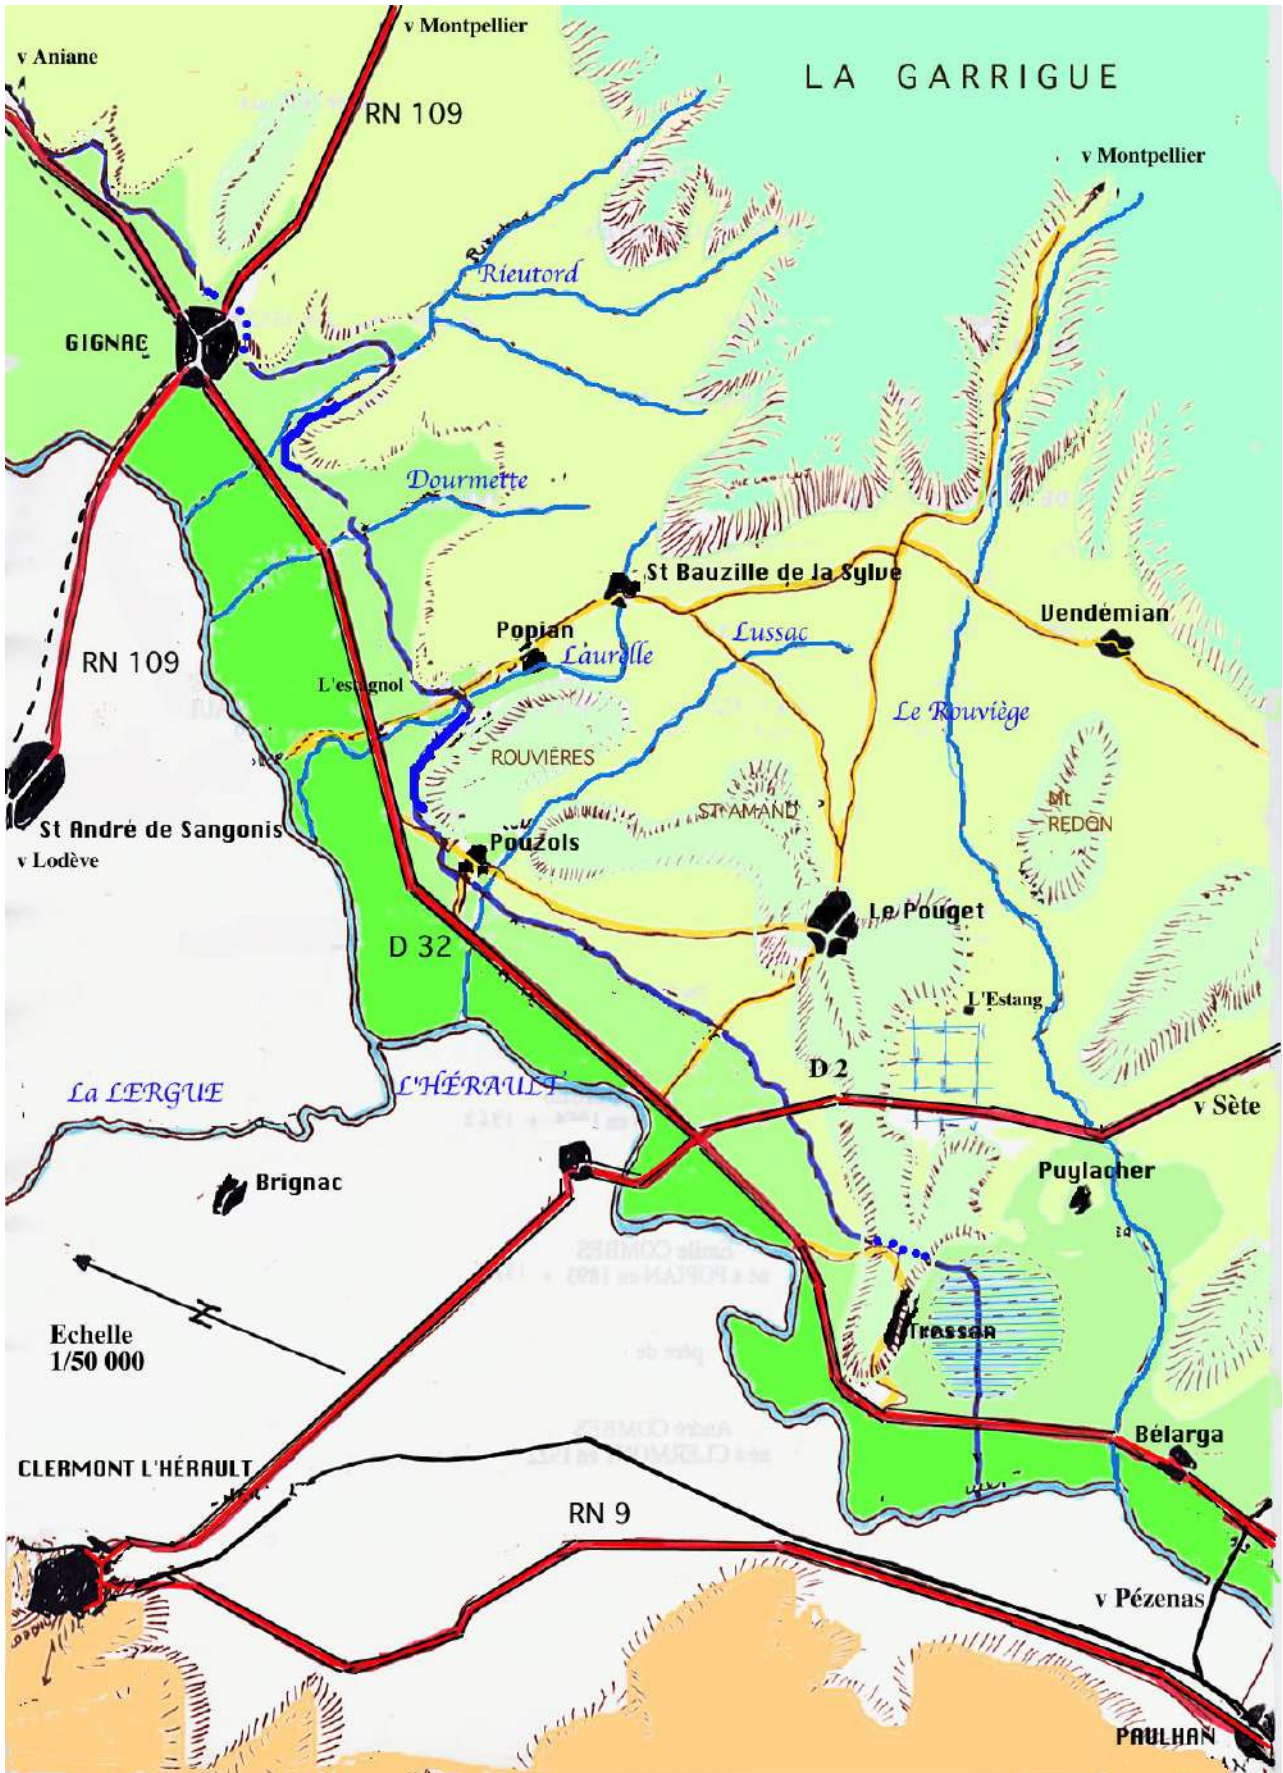 v Montpellier
v Aniane
LA GARRIGUE
RN 109
v Montpellier
Rieutord
Rieutord
GIGNAC
Dourmette
St Bauzille de la Sylve
Vendémian
Popian
Lussac
Laurelle
RN 109
L'estagnol
Le Rouviège
ROUVIÈRES
ST AMAND
Mt
REDON
St André de Sangonis
Pouzols
v Lodève
Le Pouget
D 32
L'Estang
D 2
La LERGUE
L'HÉRAULT
v Sète
Brignac
Puylacher
Echelle
1/50 000
Tressan
Bélarga
CLERMONT L'HÉRAULT
RN 9
v Pézenas
PAULHAN